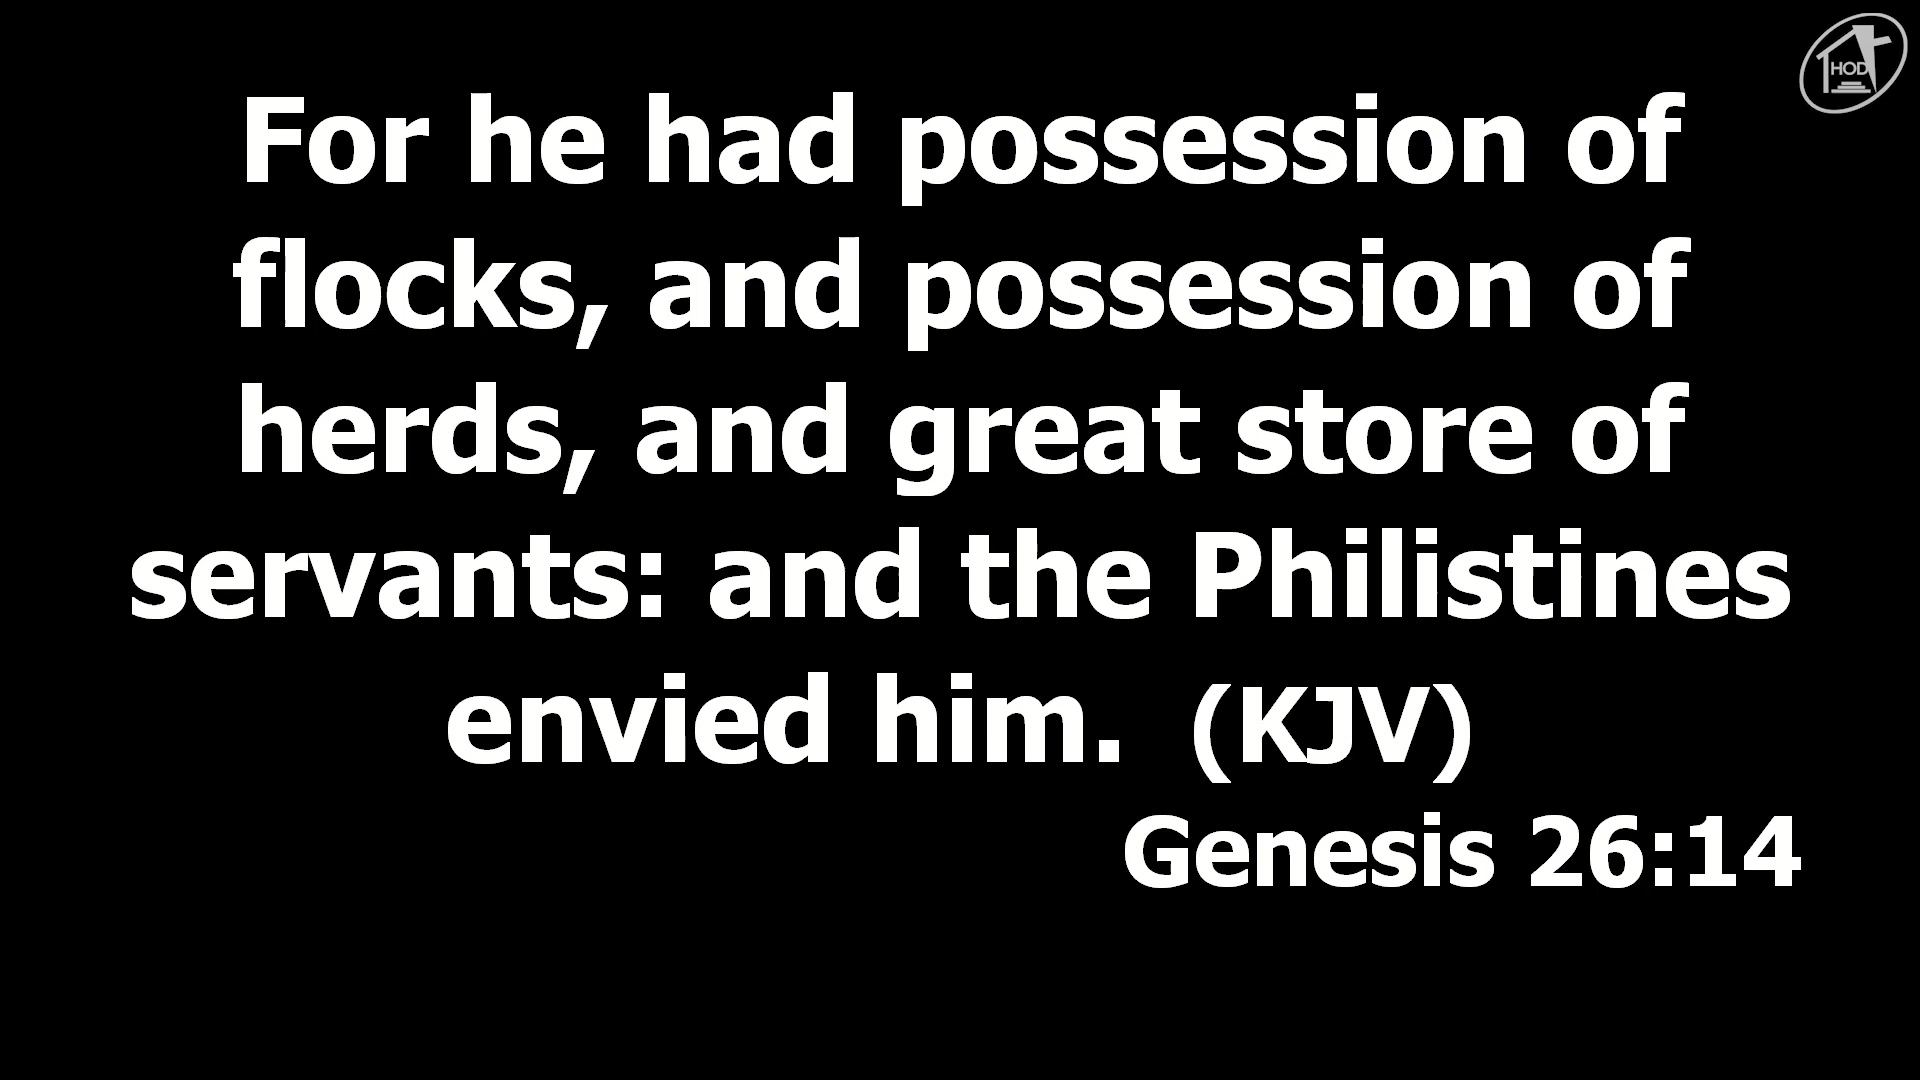 HOD
For he had possession of
flocks, and possession of
herds, and great store of
servants: and the Philistines
envied him. (KJV)
Genesis 26:14